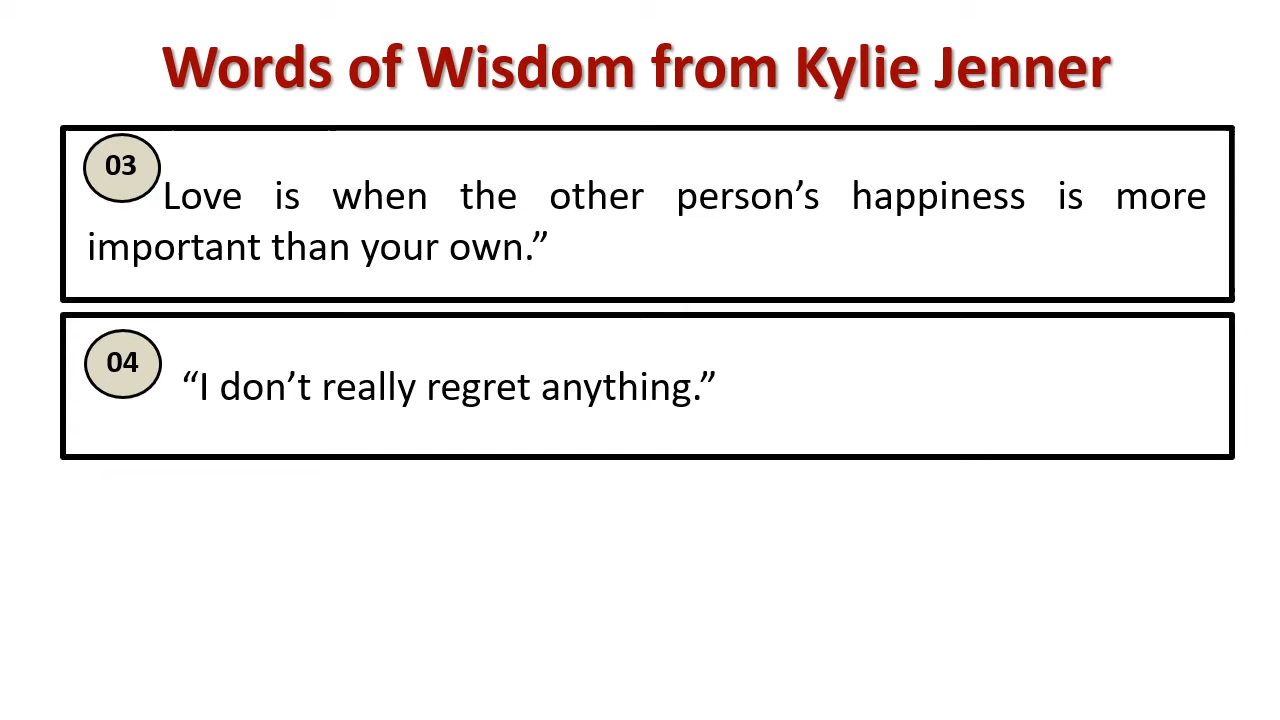 Words of Wisdom from Kylie Jenner
03
Love is when the other person’s happiness is more
important than your own.”
04
“I don’t really regret anything.”